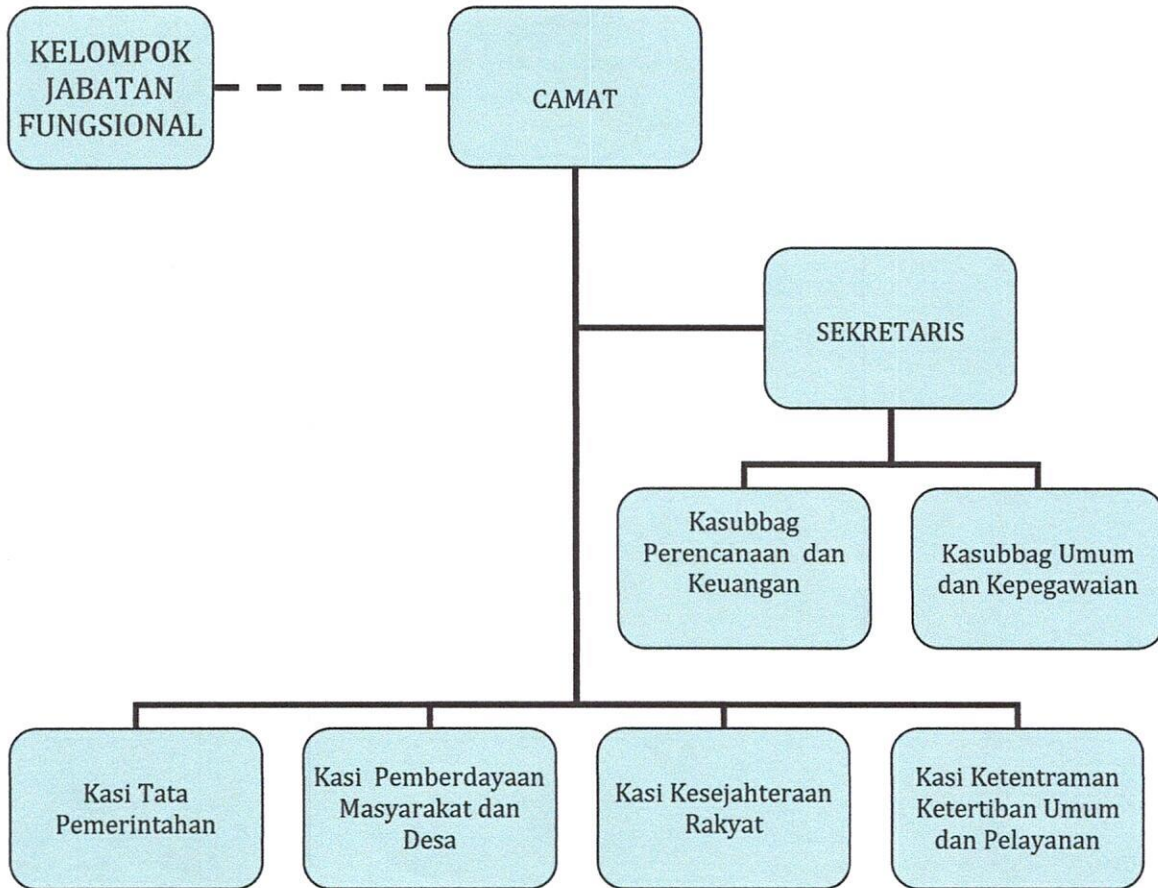 KELOMPOK
JABATAN
FUNGSIONAL
CAMAT
SEKRETARIS
Kasubbag
Perencanaan dan
Keuangan
Kasubbag Umum
dan Kepegawaian
Kasi Tata
Pemerintahan
Kasi Pemberdayaan
Masyarakat dan
Desa
Kasi Kesejahteraan
Rakyat
Kasi Ketentraman
Ketertiban Umum
dan Pelayanan